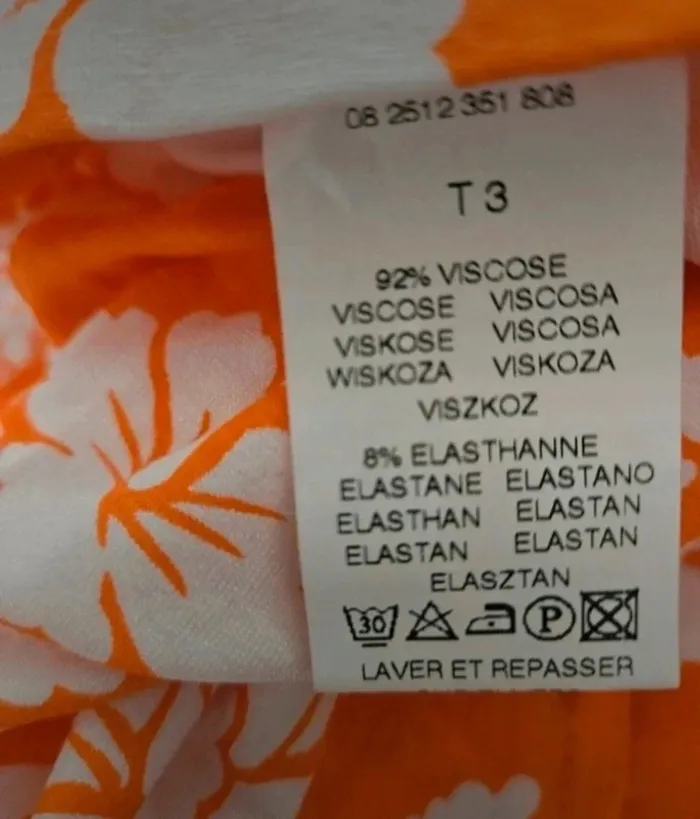 08 2512 351 808
T 3
92% VISCOSE
VISCOSE VISCOSA
VISKOSE VISCOSA
WISKOZA VISKOZA
VISZKOZ
8% ELASTHANNE
ELASTANE ELASTANO
ELASTHAN ELASTAN
ELASTAN ELASTAN
ELASZTAN
30 P
LAVER ET REPASSER